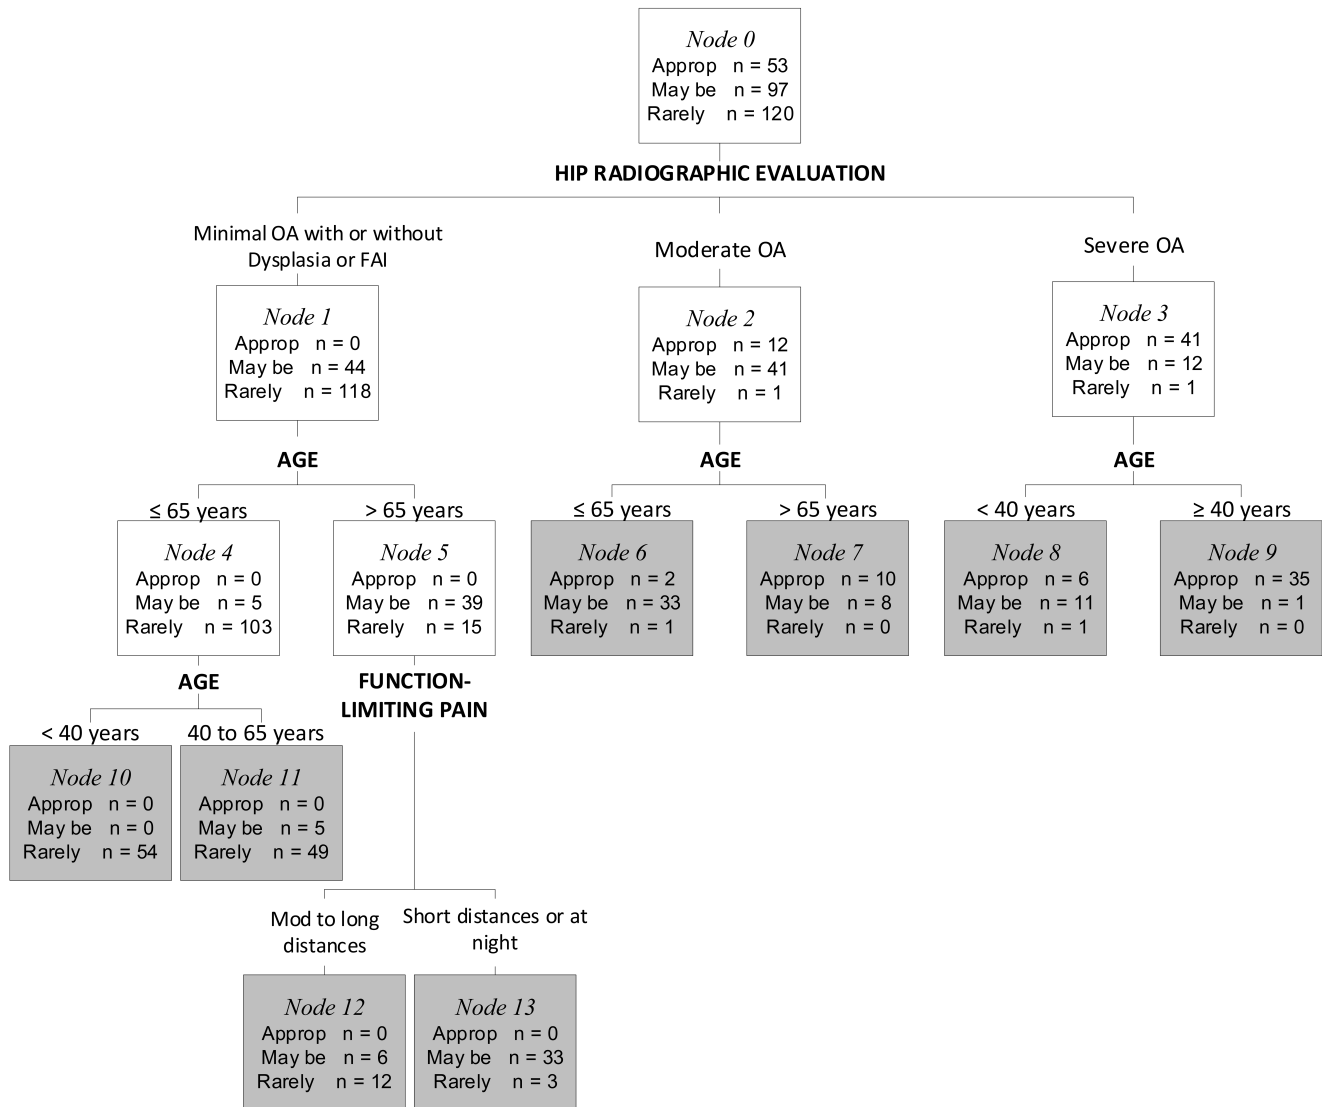 Node 0
Approp n = 53
May be n = 97
Rarely n = 120
HIP RADIOGRAPHIC EVALUATION
Minimal OA with or without
Dysplasia or FAI
Moderate OA
Severe OA
Node 1
Approp n = 0
May be n = 44
Rarely n = 118
Node 2
Approp n = 12
May be n = 41
Rarely n = 1
Node 3
Approp n = 41
May be n = 12
Rarely n = 1
AGE
AGE
AGE
≤ 65 years
> 65 years
≤ 65 years
> 65 years
< 40 years
≥ 40 years
Node 4
Approp n = 0
May be n = 5
Rarely n = 103
Node 5
Approp n = 0
May be n = 39
Rarely n = 15
Node 6
Approp n = 2
May be n = 33
Rarely n = 1
Node 7
Approp n = 10
May be n = 8
Rarely n = 0
Node 8
Approp n = 6
May be n = 11
Rarely n = 1
Node 9
Approp n = 35
May be n = 1
Rarely n = 0
AGE
FUNCTION-
LIMITING PAIN
< 40 years
40 to 65 years
Node 10
Approp n = 0
May be n = 0
Rarely n = 54
Node 11
Approp n = 0
May be n = 5
Rarely n = 49
Mod to long
distances
Short distances or at
night
Node 12
Approp n = 0
May be n = 6
Rarely n = 12
Node 13
Approp n = 0
May be n = 33
Rarely n = 3